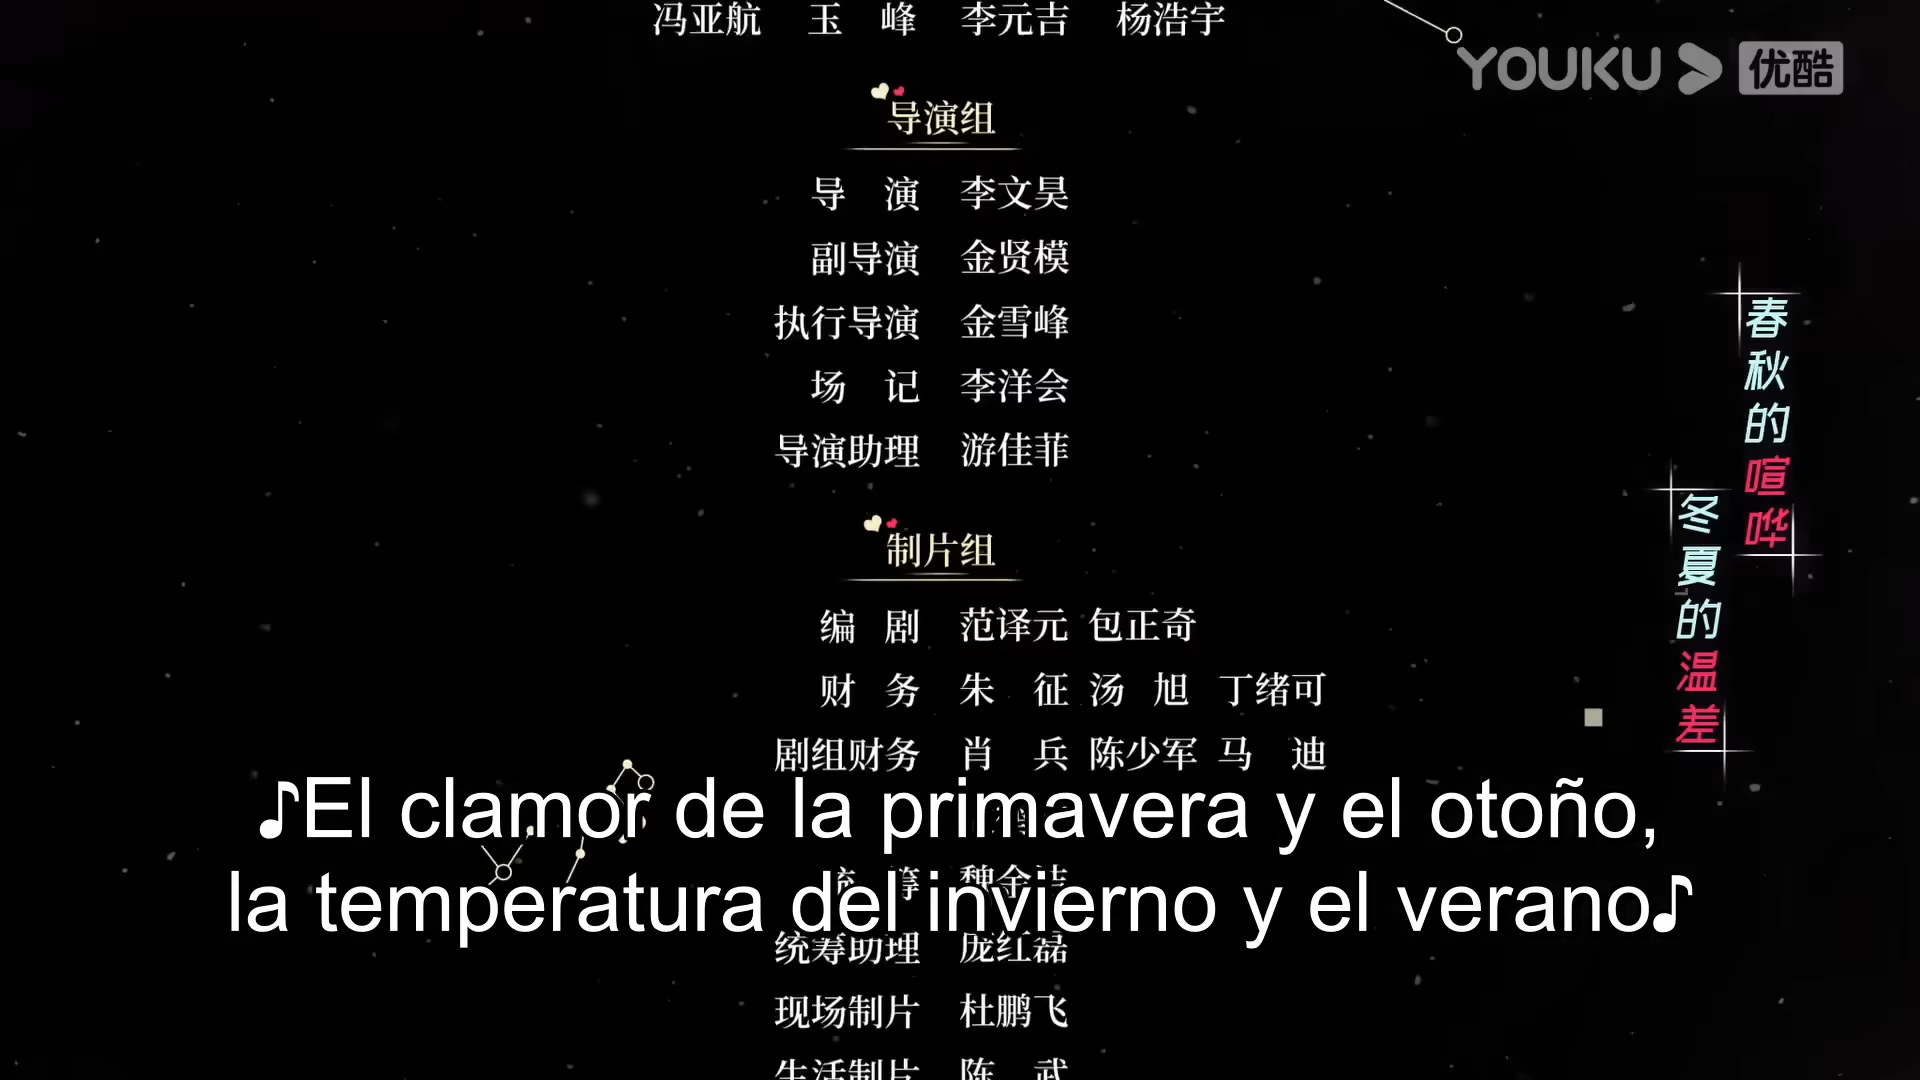 冯亚航 玉 峰 李元吉 杨浩宇
YOUKU 优酷
导演组
导 演 李文昊
副导演 金贤模
执行导演 金雪峰
场 记 李洋会
导演助理 游佳菲
制片组
编 剧 范译元 包正奇
财 务 朱 征 汤 旭 丁绪可
剧组财务 肖 兵 陈少军 马 迪
统筹助理 庞红磊
现场制片 杜鹏飞
生活制片 陈 武
春秋的喧哗
冬夏的温差
♪El clamor de la primavera y el otoño,
la temperatura del invierno y el verano♪